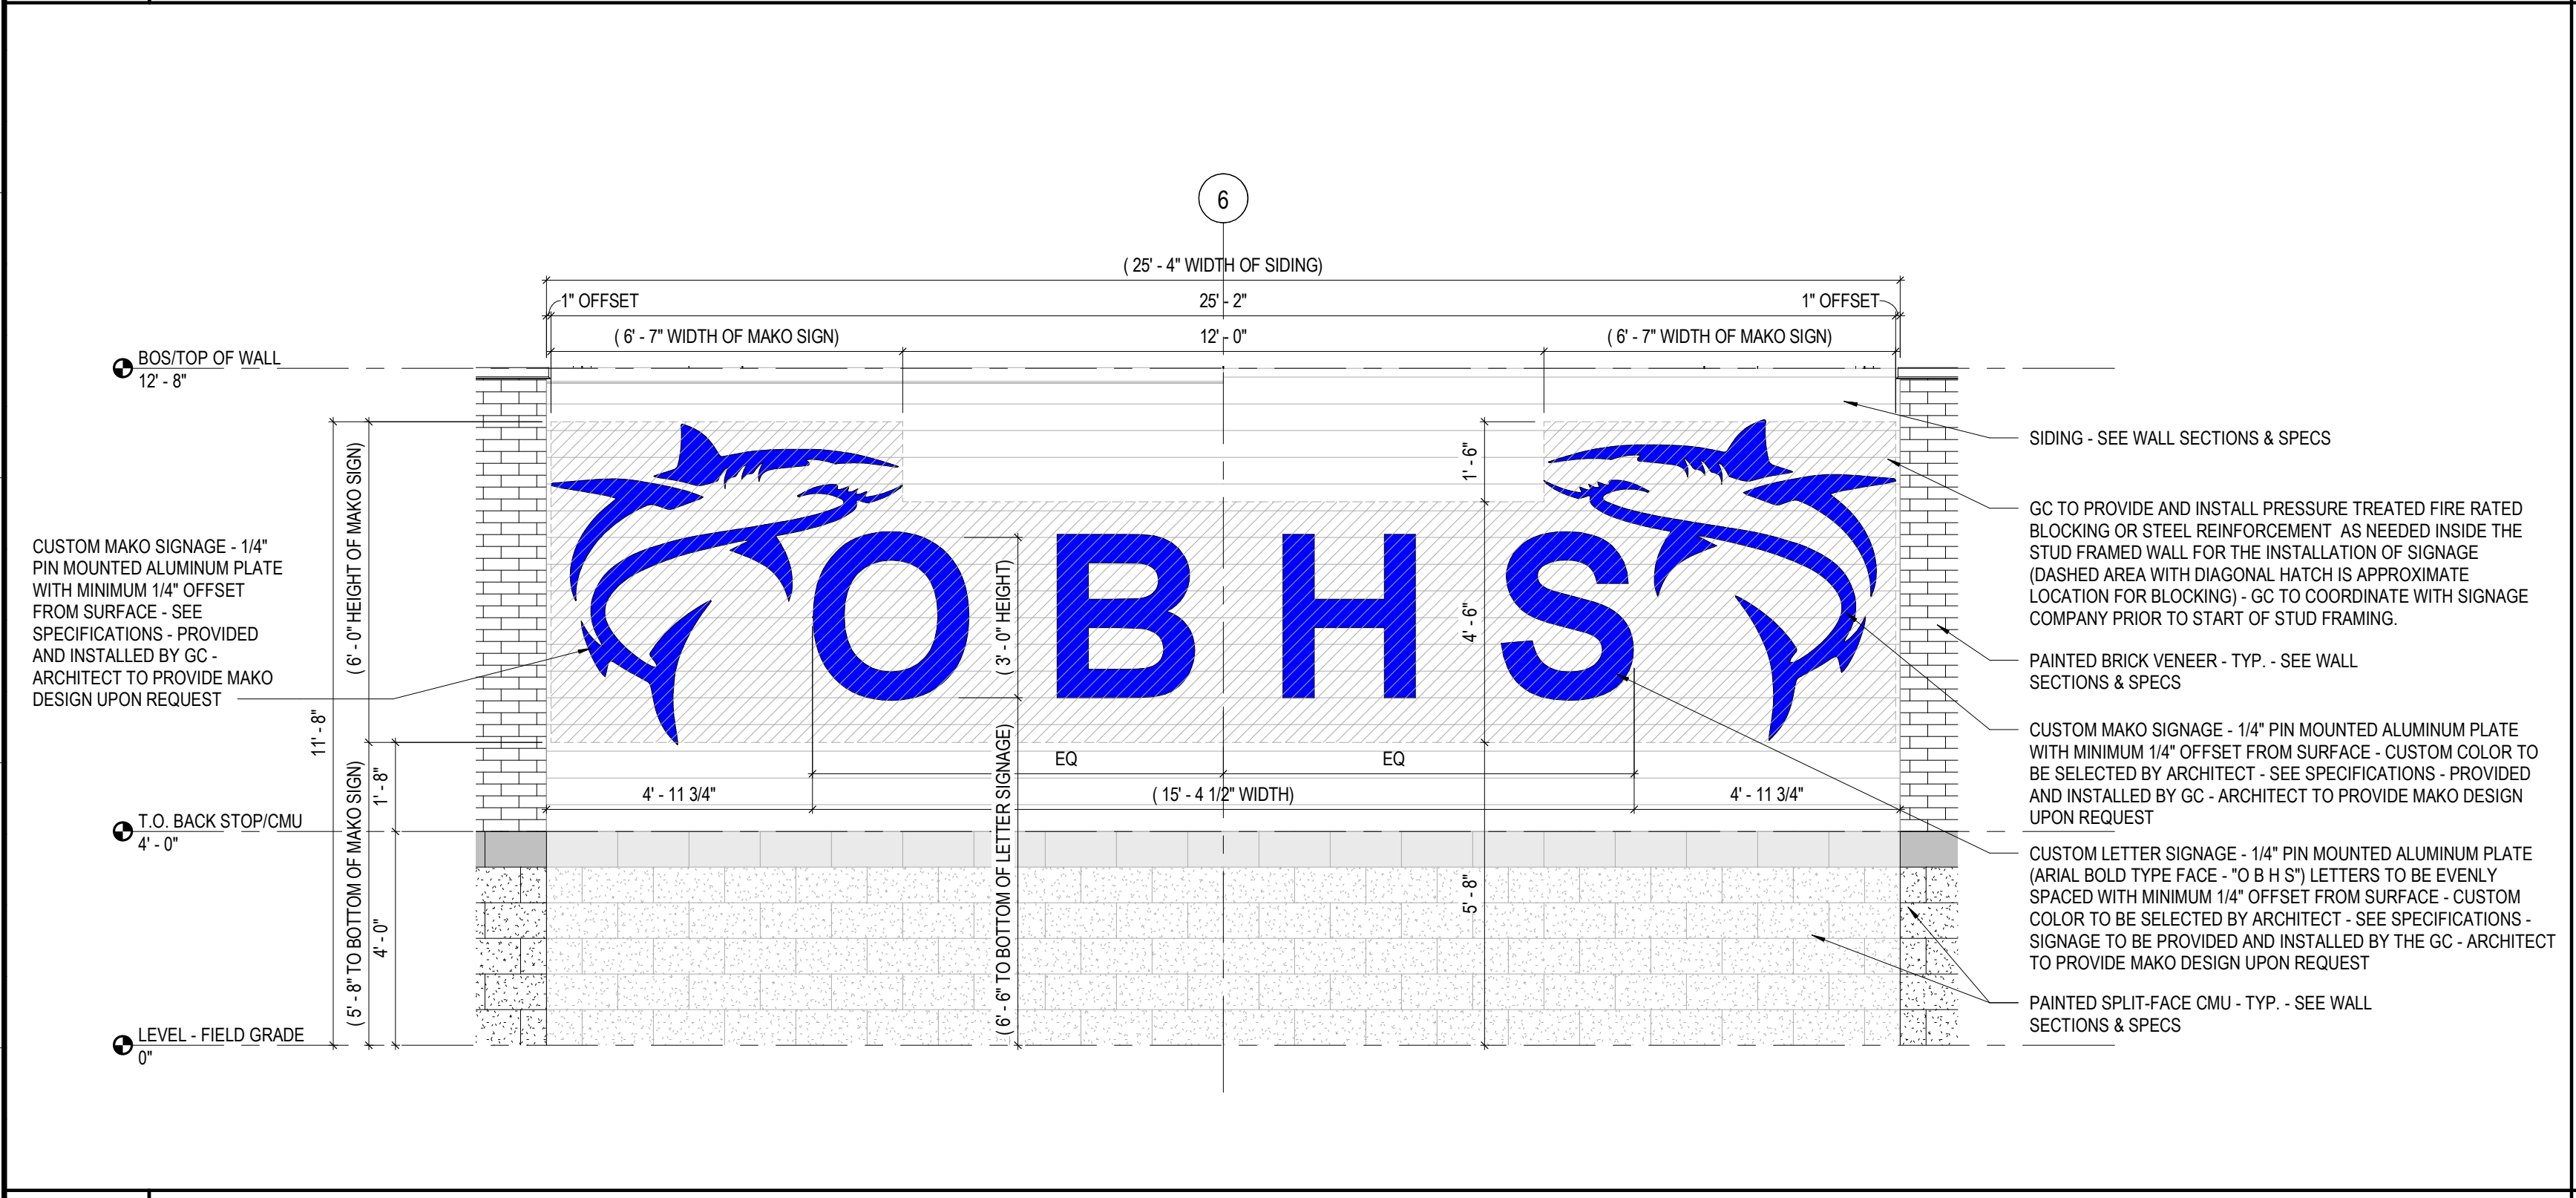 6
( 25' - 4" WIDTH OF SIDING)
1" OFFSET
25' - 2"
1" OFFSET
( 6' - 7" WIDTH OF MAKO SIGN)
12' - 0"
( 6' - 7" WIDTH OF MAKO SIGN)
BOS/TOP OF WALL
12' - 8"
T.O. BACK STOP/CMU
4' - 0"
LEVEL - FIELD GRADE
0"
CUSTOM MAKO SIGNAGE - 1/4"
PIN MOUNTED ALUMINUM PLATE
WITH MINIMUM 1/4" OFFSET
FROM SURFACE - SEE
SPECIFICATIONS - PROVIDED
AND INSTALLED BY GC -
ARCHITECT TO PROVIDE MAKO
DESIGN UPON REQUEST
11' - 8"
( 6' - 0" HEIGHT OF MAKO SIGN)
( 5' - 8" TO BOTTOM OF MAKO SIGN)
1' - 8"
4' - 0"
O B H S
( 3' - 0" HEIGHT)
( 6' - 6" TO BOTTOM OF LETTER SIGNAGE)
1' - 6"
4' - 6"
5' - 8"
EQ
EQ
4' - 11 3/4"
( 15' - 4 1/2" WIDTH)
4' - 11 3/4"
SIDING - SEE WALL SECTIONS & SPECS
GC TO PROVIDE AND INSTALL PRESSURE TREATED FIRE RATED
BLOCKING OR STEEL REINFORCEMENT AS NEEDED INSIDE THE
STUD FRAMED WALL FOR THE INSTALLATION OF SIGNAGE
(DASHED AREA WITH DIAGONAL HATCH IS APPROXIMATE
LOCATION FOR BLOCKING) - GC TO COORDINATE WITH SIGNAGE
COMPANY PRIOR TO START OF STUD FRAMING.
PAINTED BRICK VENEER - TYP. - SEE WALL
SECTIONS & SPECS
CUSTOM MAKO SIGNAGE - 1/4" PIN MOUNTED ALUMINUM PLATE
WITH MINIMUM 1/4" OFFSET FROM SURFACE - CUSTOM COLOR TO
BE SELECTED BY ARCHITECT - SEE SPECIFICATIONS - PROVIDED
AND INSTALLED BY GC - ARCHITECT TO PROVIDE MAKO DESIGN
UPON REQUEST
CUSTOM LETTER SIGNAGE - 1/4" PIN MOUNTED ALUMINUM PLATE
(ARIAL BOLD TYPE FACE - "O B H S") LETTERS TO BE EVENLY
SPACED WITH MINIMUM 1/4" OFFSET FROM SURFACE - CUSTOM
COLOR TO BE SELECTED BY ARCHITECT - SEE SPECIFICATIONS -
SIGNAGE TO BE PROVIDED AND INSTALLED BY THE GC - ARCHITECT
TO PROVIDE MAKO DESIGN UPON REQUEST
PAINTED SPLIT-FACE CMU - TYP. - SEE WALL
SECTIONS & SPECS